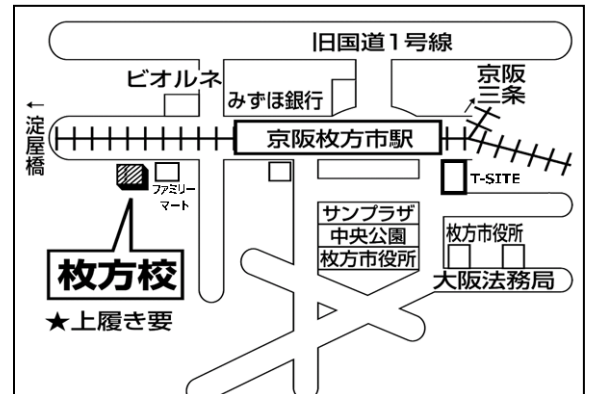 旧国道1号線
ビオルネ
みずほ銀行
京阪
三条
←
淀屋橋
京阪枚方市駅
ファミリー
マート
T-SITE
サンプラザ
中央公園
枚方市役所
枚方市役所
大阪法務局
枚方校
★上履き要